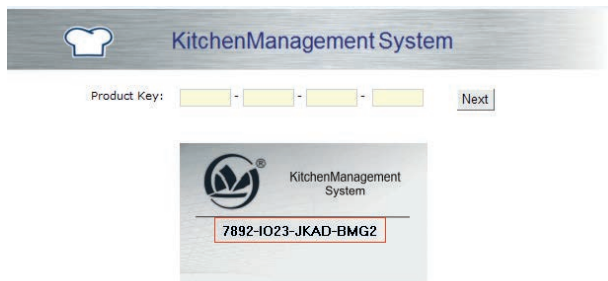 KitchenManagement System
Product Key: - - - Next
®
KitchenManagement
System
7892-IO23-JKAD-BMG2